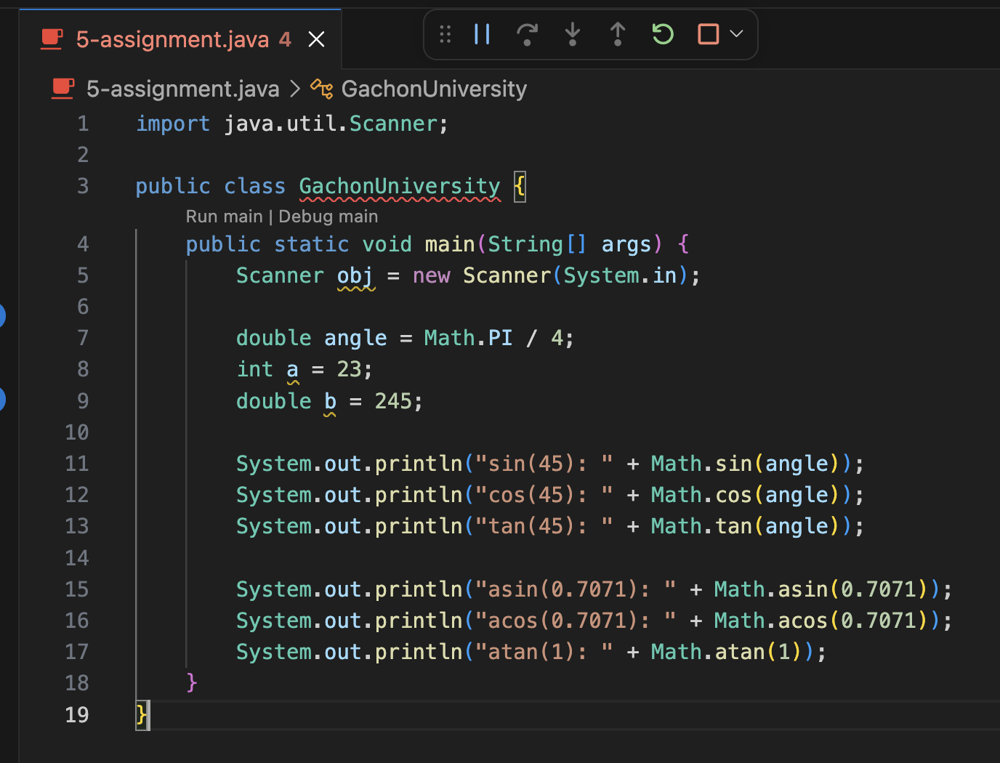 5-assignment.java 4
5-assignment.java > GachonUniversity
1 import java.util.Scanner;
2
3 public class GachonUniversity {
Run main | Debug main
4 public static void main(String[] args) {
5 Scanner obj = new Scanner(System.in);
6
7 double angle = Math.PI / 4;
8 int a = 23;
9 double b = 245;
10
11 System.out.println("sin(45): " + Math.sin(angle));
12 System.out.println("cos(45): " + Math.cos(angle));
13 System.out.println("tan(45): " + Math.tan(angle));
14
15 System.out.println("asin(0.7071): " + Math.asin(0.7071));
16 System.out.println("acos(0.7071): " + Math.acos(0.7071));
17 System.out.println("atan(1): " + Math.atan(1));
18 }
19 }